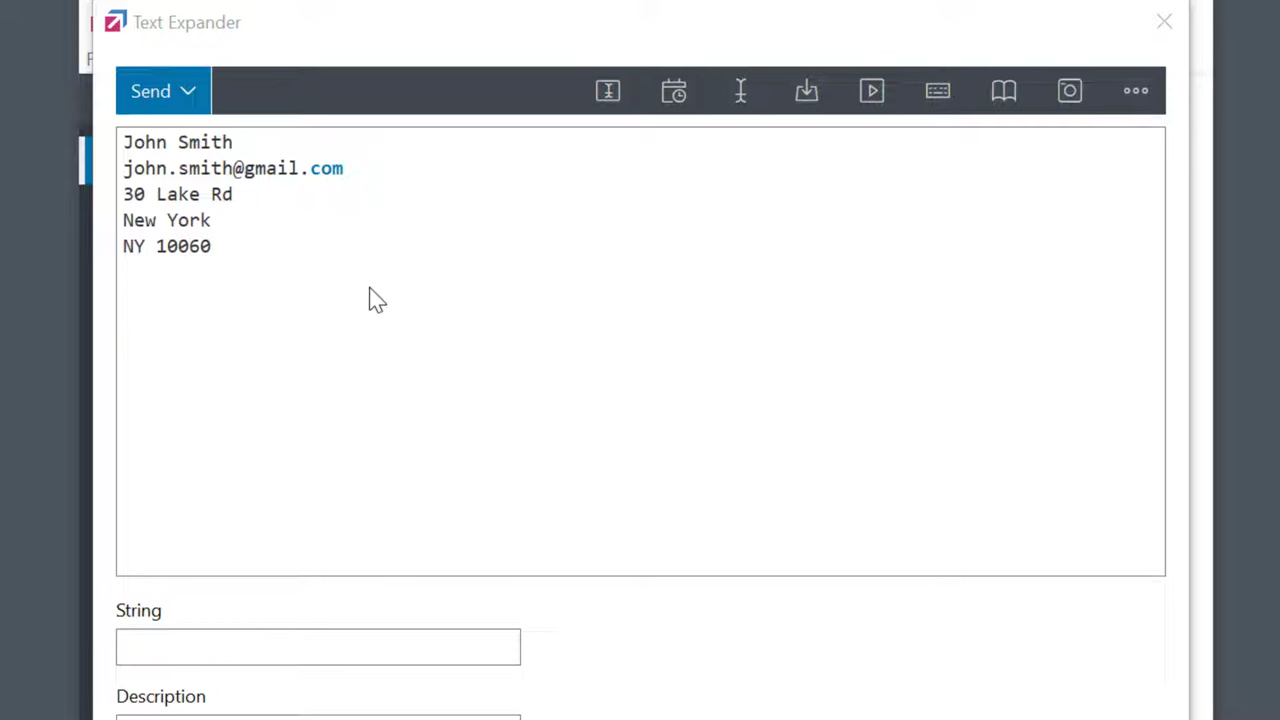 Text Expander
Send
John Smith
john.smith@gmail.com
30 Lake Rd
New York
NY 10060
String
Description